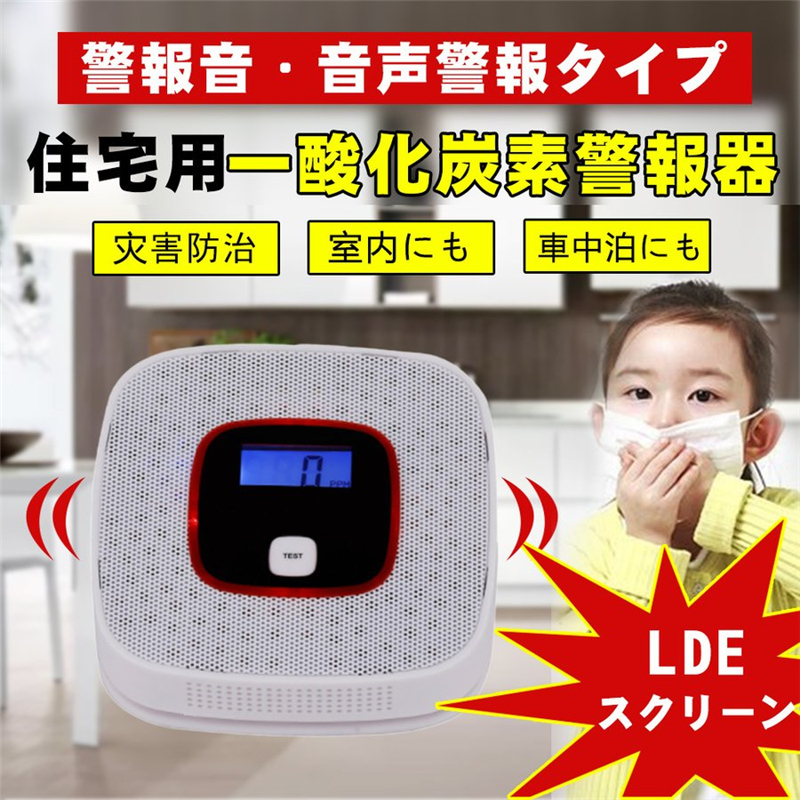 警報音・音声警報タイプ
住宅用一酸化炭素警報器
灾害防治
室内にも
車中泊にも
0 PPM
TEST
LDE
スクリーン